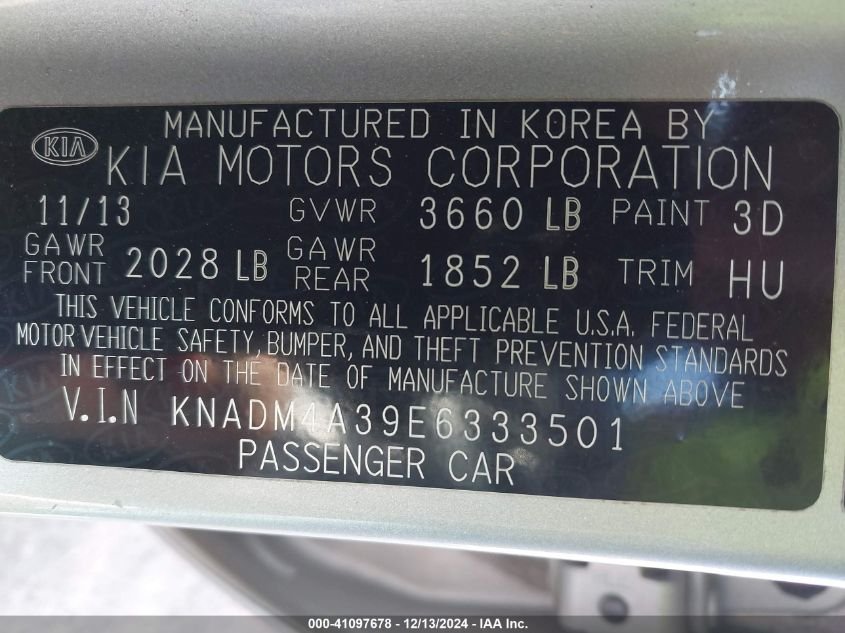 MANUFACTURED IN KOREA BY
KIA KIA MOTORS CORPORATION
11/13 GVWR 3660 LB PAINT 3D
GAWR FRONT 2028 LB GAWR REAR 1852 LB TRIM HU
THIS VEHICLE CONFORMS TO ALL APPLICABLE U.S.A. FEDERAL
MOTOR VEHICLE SAFETY, BUMPER, AND THEFT PREVENTION STANDARDS
IN EFFECT ON THE DATE OF MANUFACTURE SHOWN ABOVE
V.I.N KNADM4A39E6333501
PASSENGER CAR
000-41097678 - 12/13/2024 - IAA Inc.